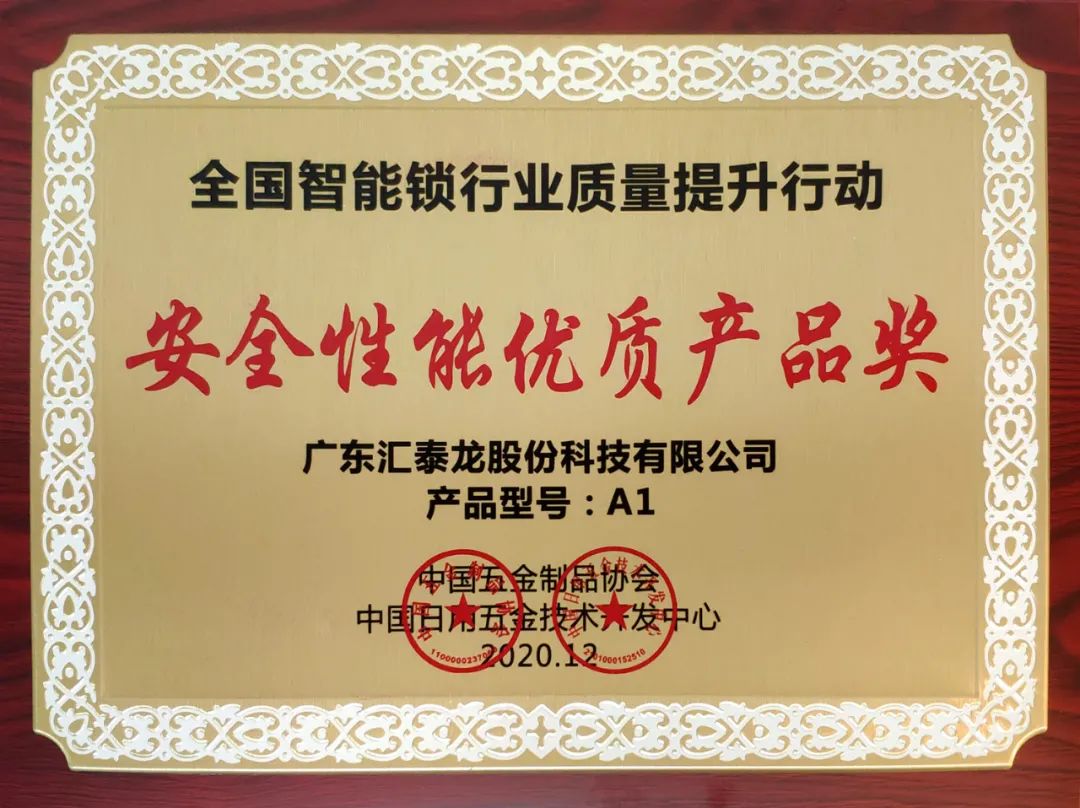 全国智能锁行业质量提升行动
安全性能优质产品奖
广东汇泰龙股份科技有限公司
产品型号：A1
中国五金制品协会
中国日用五金技术开发中心
2020.12